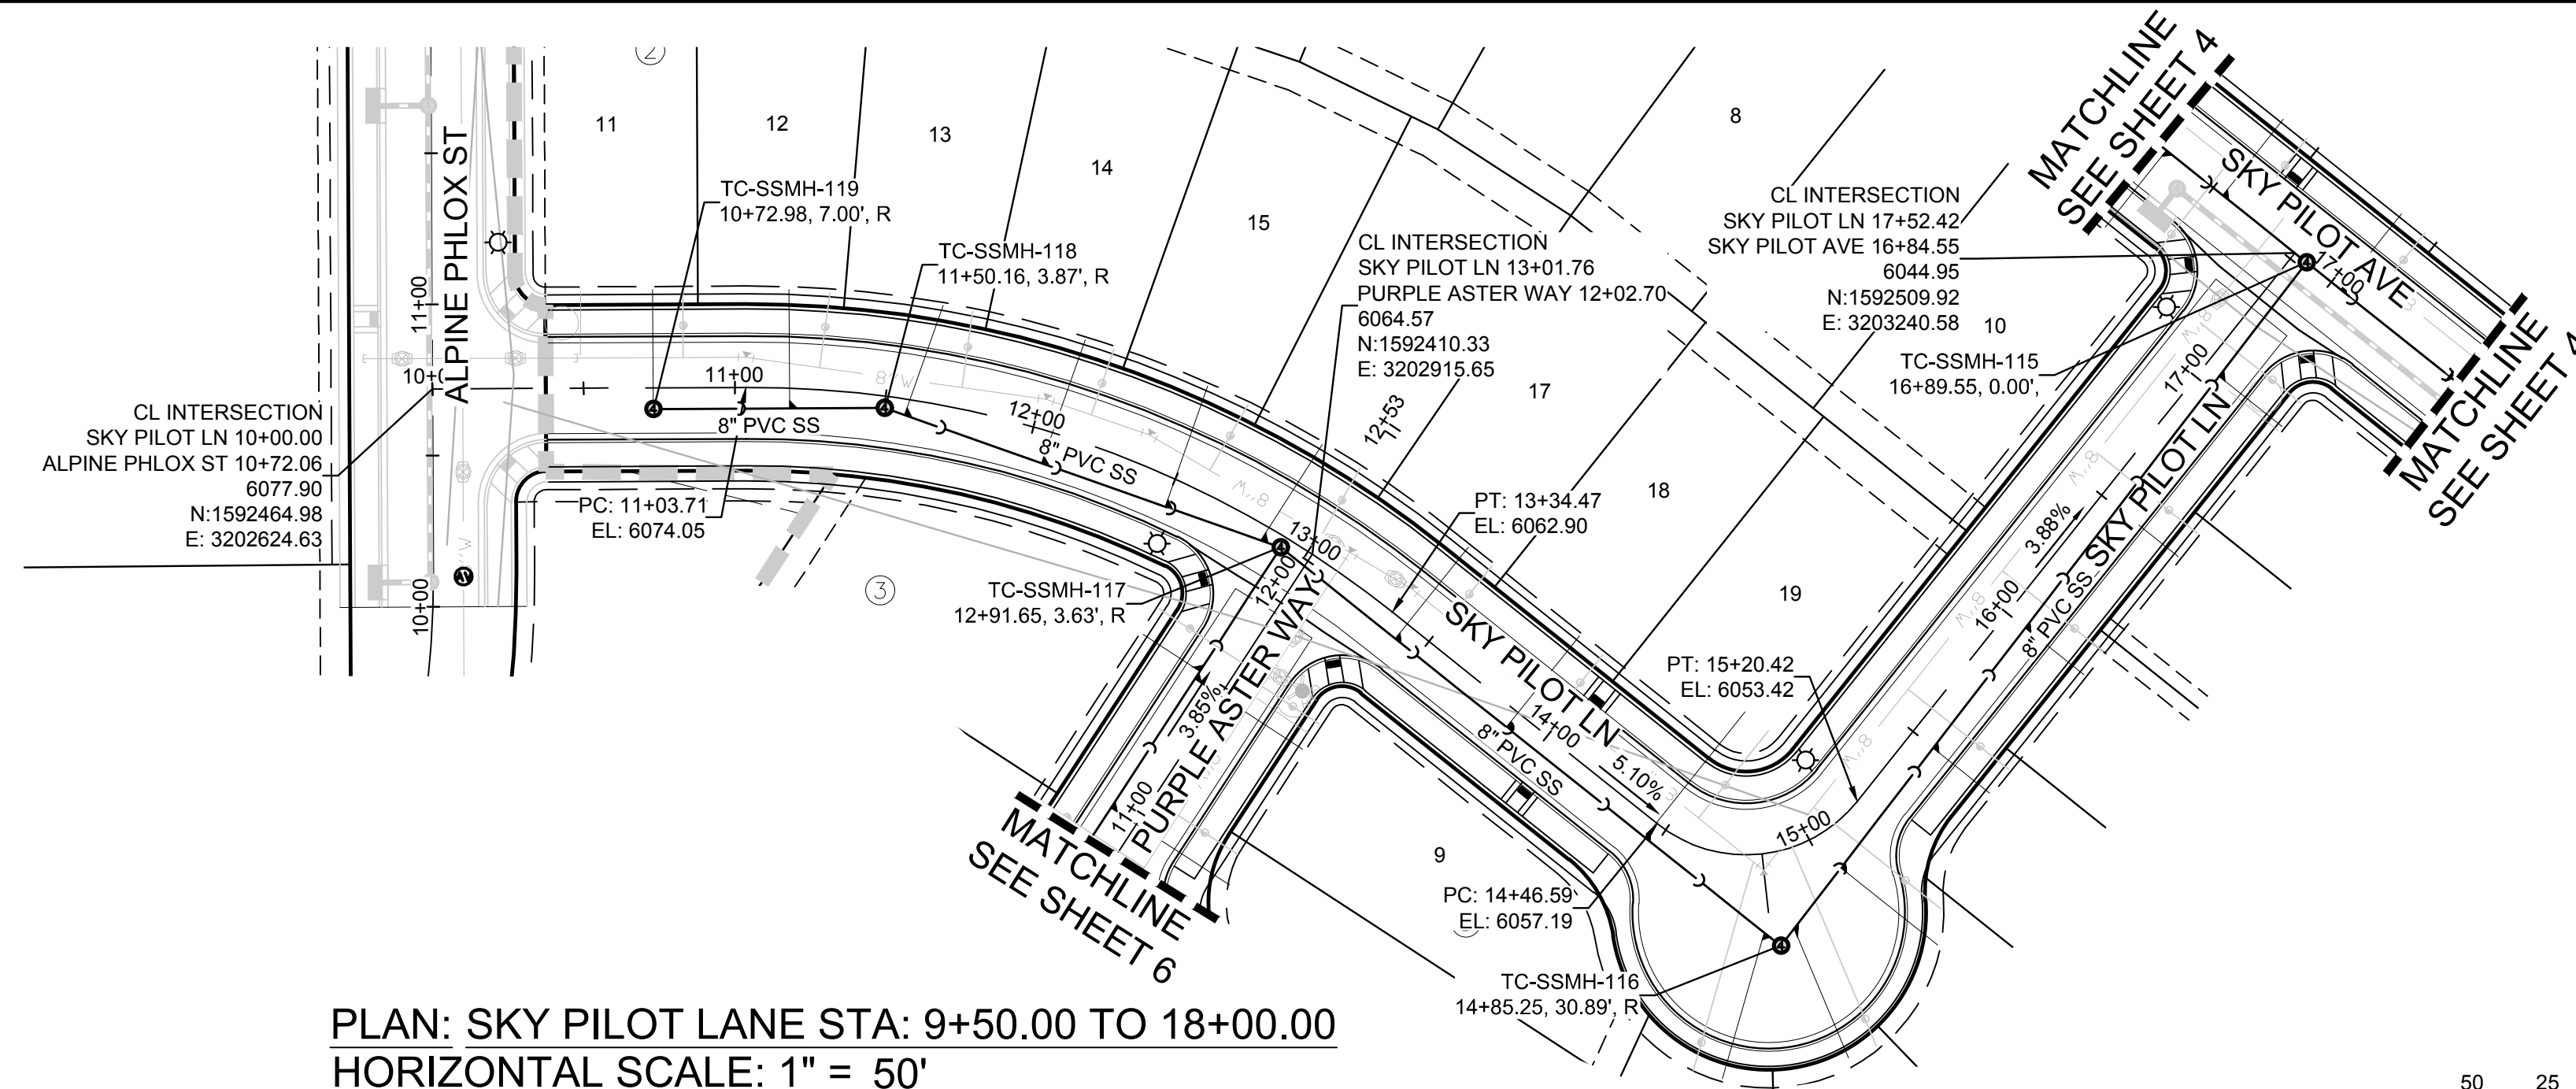 2
11
12
13
14
15
17
18
19
8
9
10
3
ALPINE PHLOX ST
11+00
10+00
TC-SSMH-119
10+72.98, 7.00', R
TC-SSMH-118
11+50.16, 3.87', R
CL INTERSECTION
SKY PILOT LN 13+01.76
PURPLE ASTER WAY 12+02.70
6064.57
N:1592410.33
E: 3202915.65
CL INTERSECTION
SKY PILOT LN 17+52.42
SKY PILOT AVE 16+84.55
6044.95
N:1592509.92
E: 3203240.58
TC-SSMH-115
16+89.55, 0.00',
MATCHLINE
SEE SHEET 4
SKY PILOT AVE
17+00
MATCHLINE
SEE SHEET 4
CL INTERSECTION
SKY PILOT LN 10+00.00
ALPINE PHLOX ST 10+72.06
6077.90
N:1592464.98
E: 3202624.63
11+00
8" PVC SS
8"W
12+00
8" PVC SS
8"W
12+53
PC: 11+03.71
EL: 6074.05
TC-SSMH-117
12+91.65, 3.63', R
13+00
12+00
PT: 13+34.47
EL: 6062.90
3.85%
PURPLE ASTER WAY
11+00
MATCHLINE
SEE SHEET 6
SKY PILOT LN
14+00
8" PVC SS
5.10%
PT: 15+20.42
EL: 6053.42
15+00
8"W
PC: 14+46.59
EL: 6057.19
TC-SSMH-116
14+85.25, 30.89', R
8"W
16+00
8" PVC SS
3.88%
SKY PILOT LN
8"W
17+00
8"W
PLAN: SKY PILOT LANE STA: 9+50.00 TO 18+00.00
HORIZONTAL SCALE: 1" = 50'
50 25